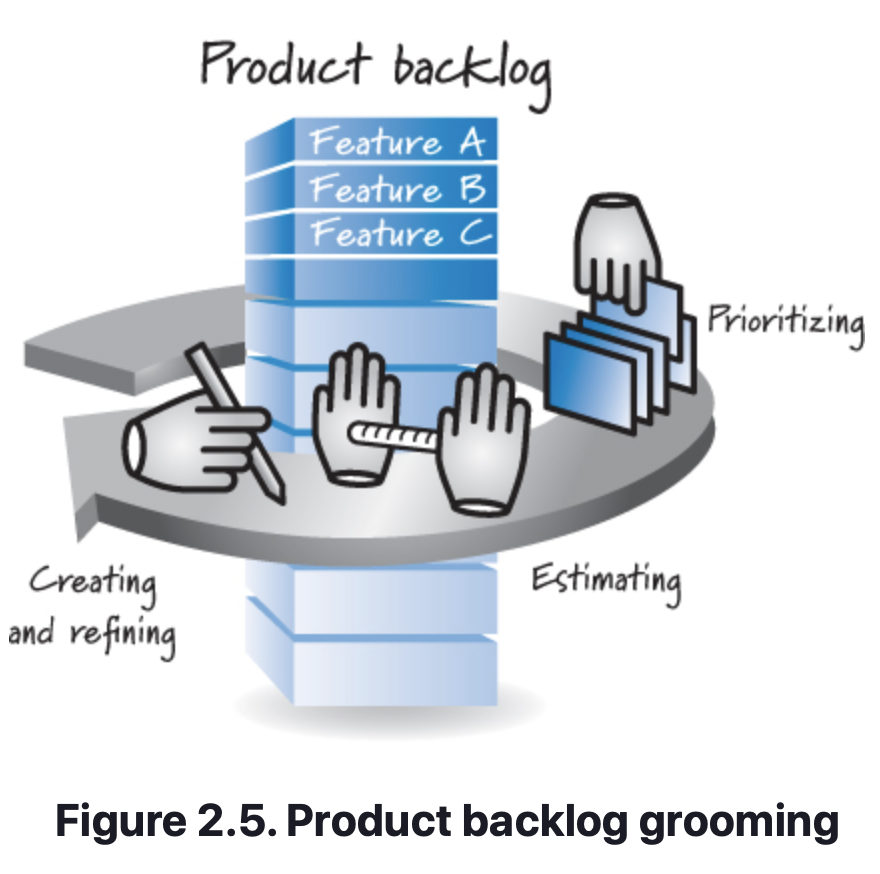 Product backlog
Feature A
Feature B
Feature C
Prioritizing
Creating
and refining
Estimating
Figure 2.5. Product backlog grooming